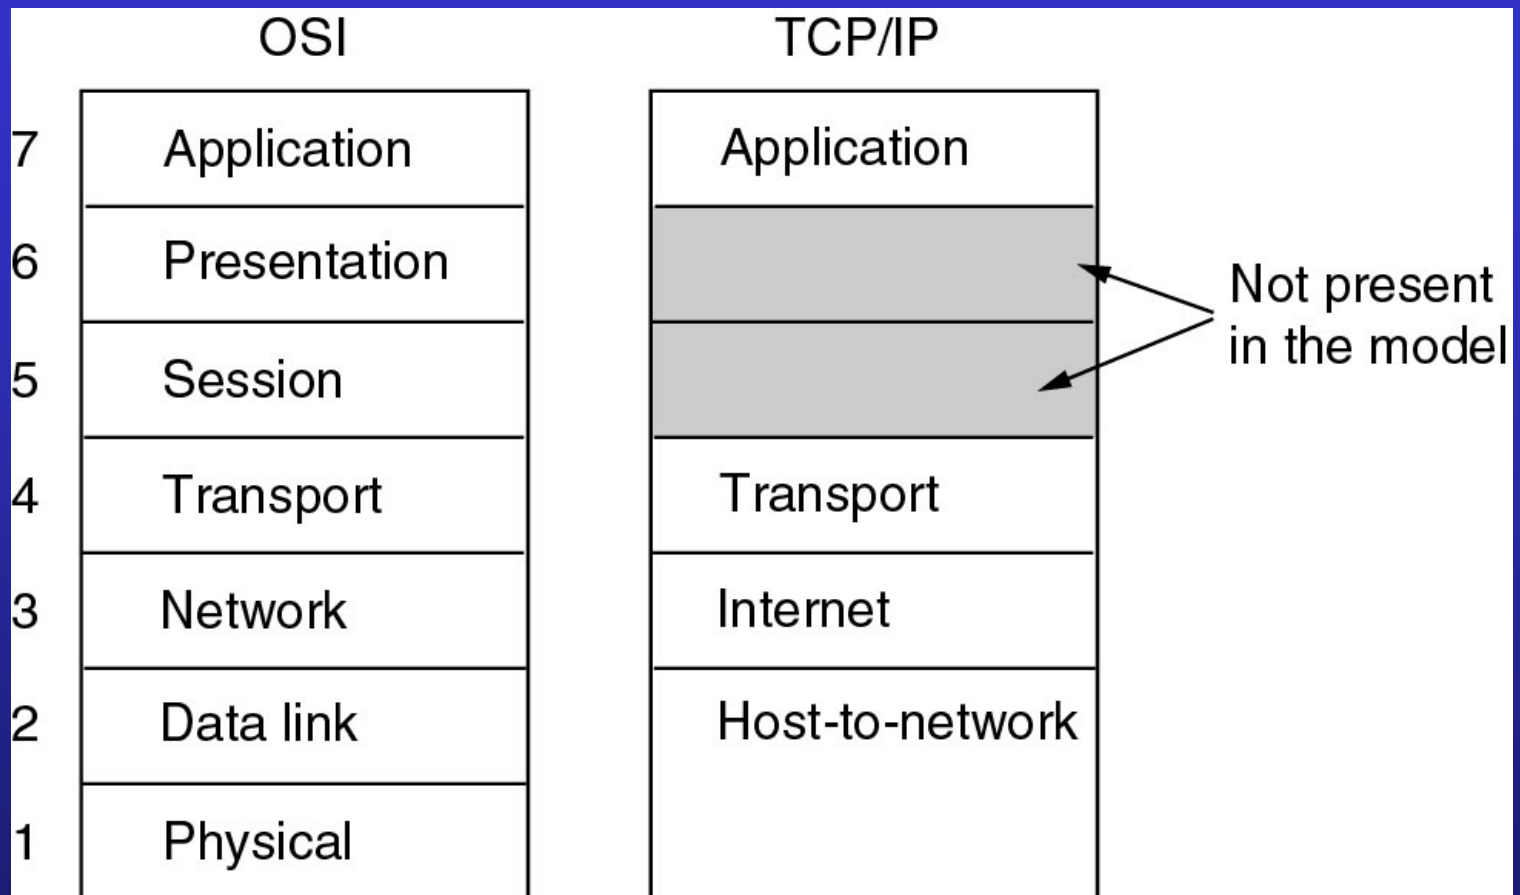 OSI TCP/IP
7 Application Application
6 Presentation
Not present
in the model
5 Session
4 Transport Transport
3 Network Internet
2 Data link Host-to-network
1 Physical